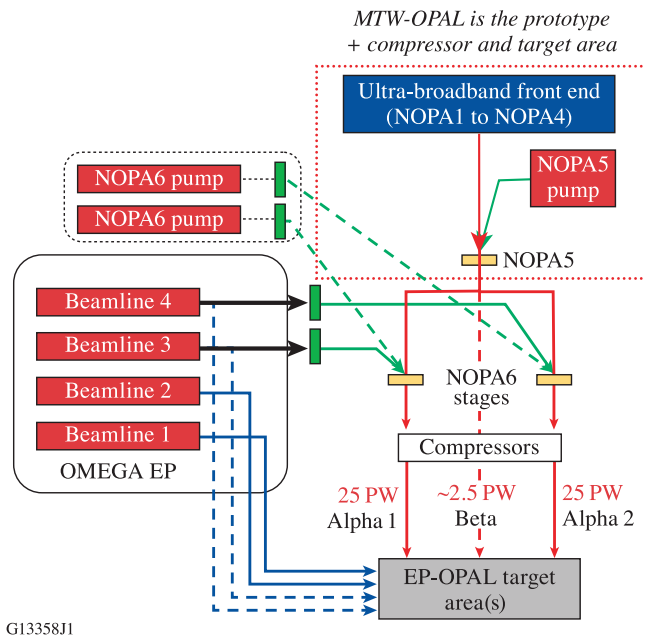 MTW-OPAL is the prototype
+ compressor and target area
Ultra-broadband front end
(NOPA1 to NOPA4)
NOPA5
pump
NOPA6 pump
NOPA6 pump
NOPA5
Beamline 4
Beamline 3
Beamline 2
Beamline 1
OMEGA EP
NOPA6
stages
Compressors
25 PW
Alpha 1
~2.5 PW
Beta
25 PW
Alpha 2
EP-OPAL target
area(s)
G13358J1